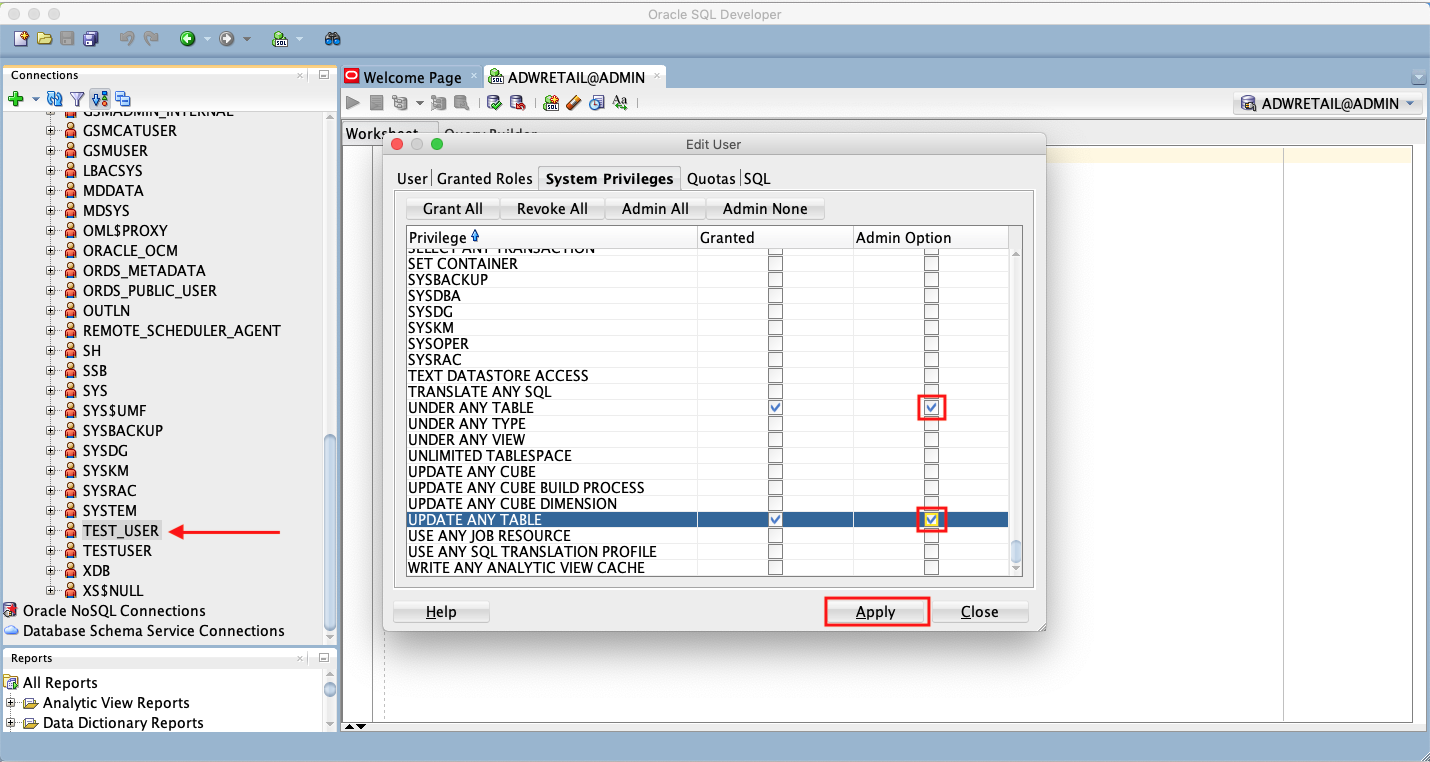 Oracle SQL Developer
Connections
GSMADMIN_INTERNAL
GSMCATUSER
GSMUSER
LBACSYS
MDDATA
MDSYS
OML$PROXY
ORACLE_OCM
ORDS_METADATA
ORDS_PUBLIC_USER
OUTLN
REMOTE_SCHEDULER_AGENT
SH
SSB
SYS
SYS$UMF
SYSBACKUP
SYSDG
SYSKM
SYSRAC
SYSTEM
TEST_USER
TESTUSER
XDB
XS$NULL
Oracle NoSQL Connections
Database Schema Service Connections
Reports
All Reports
Analytic View Reports
Data Dictionary Reports
Welcome Page
ADWRETAIL@ADMIN
ADWRETAIL@ADMIN
Worksheet Query Builder
Edit User
User Granted Roles System Privileges Quotas SQL
Grant All Revoke All Admin All Admin None
Privilege Granted Admin Option
SELECT ANY TRANSACTION
SET CONTAINER
SYSBACKUP
SYSDBA
SYSDG
SYSKM
SYSOPER
SYSRAC
TEXT DATASTORE ACCESS
TRANSLATE ANY SQL
UNDER ANY TABLE
UNDER ANY TYPE
UNDER ANY VIEW
UNLIMITED TABLESPACE
UPDATE ANY CUBE
UPDATE ANY CUBE BUILD PROCESS
UPDATE ANY CUBE DIMENSION
UPDATE ANY TABLE
USE ANY JOB RESOURCE
USE ANY SQL TRANSLATION PROFILE
WRITE ANY ANALYTIC VIEW CACHE
Help Apply Close